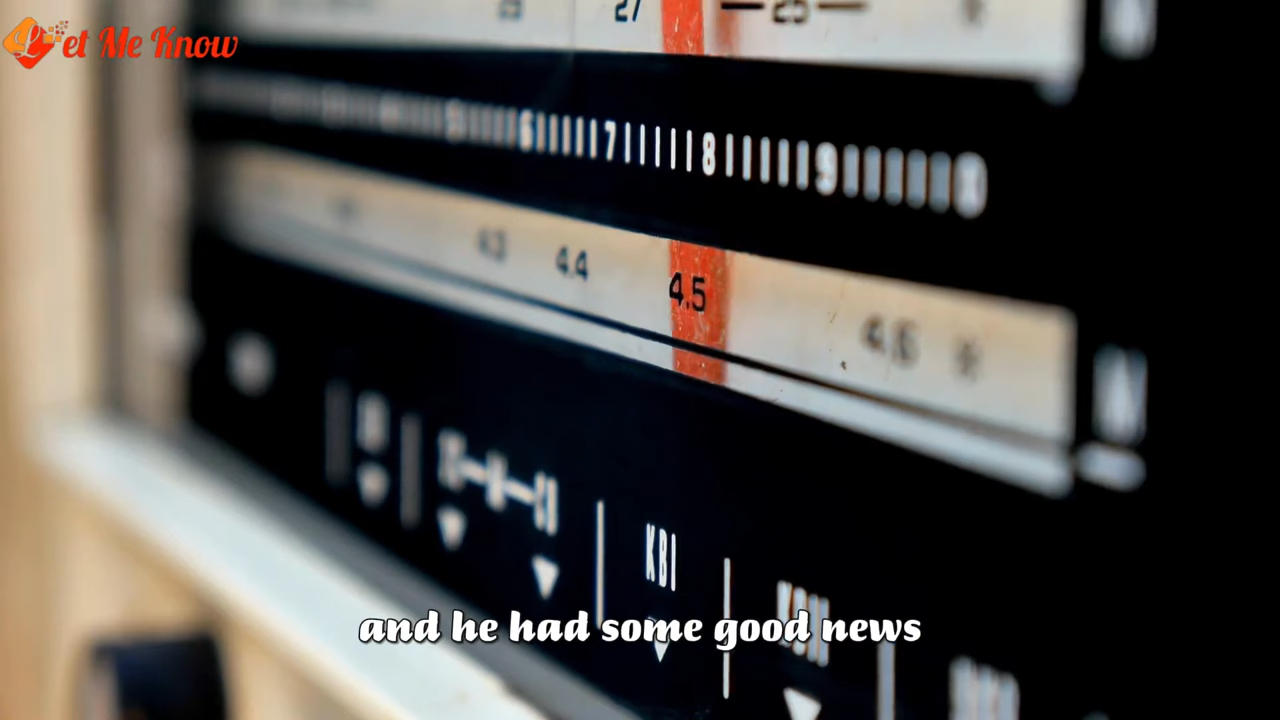 Let Me Know
27 25
6 7 8 9
4.3 4.4 4.5 4.6
KBI
and he had some good news